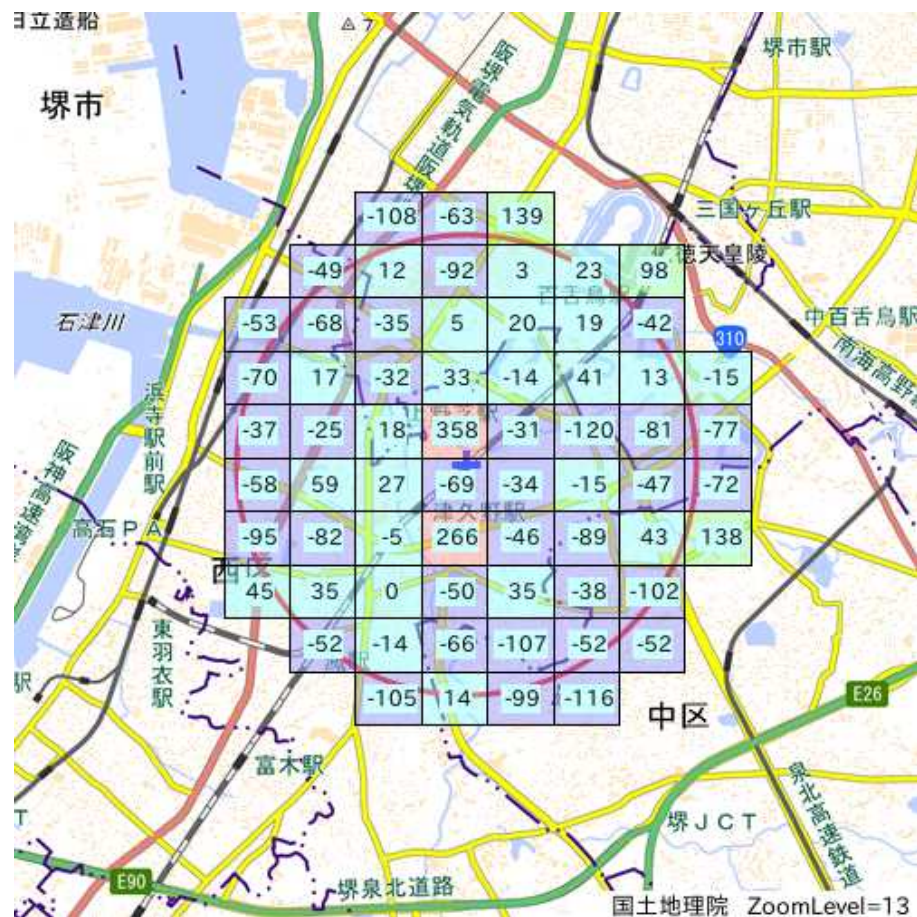 日立造船
7
堺市駅
堺市
阪堺電気軌道阪堺
三国ヶ丘駅
-108 -63 139
徳天皇陵
-49 12 -92 3 23 98
百舌鳥駅
石津川
-53 -68 -35 5 20 19 -42
中百舌鳥駅
310
南海高野
-70 17 -32 33 -14 41 13 -15
浜寺駅前駅
-37 -25 18 358 -31 -120 -81 -77
阪神高速湾岸
-58 59 27 -69 -34 -15 -47 -72
津久野駅
高石PA
-95 -82 -5 266 -46 -89 43 138
西区
45 35 0 -50 35 -38 -102
東羽衣駅
-52 -14 -66 -107 -52 -52
鳳駅
駅
-105 14 -99 -116
E26
中区
富木駅
泉北高速鉄道
堺JCT
E90
堺泉北道路
国土地理院 ZoomLevel=13